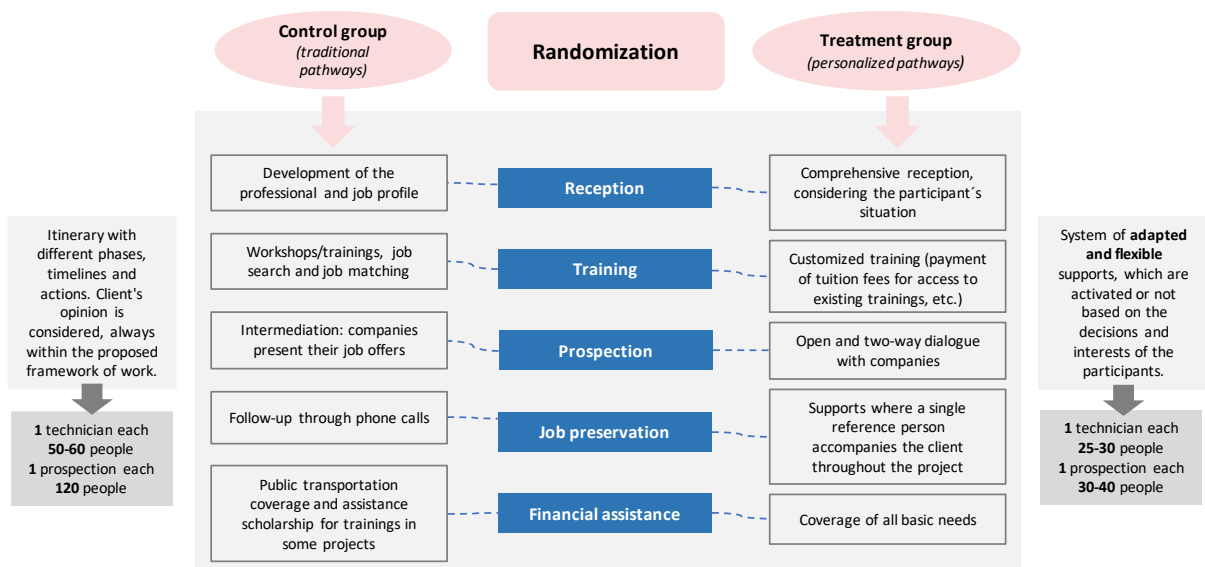 Control group
(traditional
pathways)
Randomization
Treatment group
(personalized pathways)
Development of the
professional and job profile
Reception
Comprehensive reception,
considering the participant´s
situation
Workshops/trainings, job
search and job matching
Training
Customized training (payment
of tuition fees for access to
existing trainings, etc.)
Intermediation: companies
present their job offers
Prospection
Open and two-way dialogue
with companies
Follow-up through phone calls
Job preservation
Supports where a single
reference person
accompanies the client
throughout the project
Public transportation
coverage and assistance
scholarship for trainings in
some projects
Financial assistance
Coverage of all basic needs
Itinerary with
different phases,
timelines and
actions. Client's
opinion is
considered, always
within the proposed
framework of work.
1 technician each
50-60 people
1 prospection each
120 people
System of adapted
and flexible
supports, which are
activated or not
based on the
decisions and
interests of the
participants.
1 technician each
25-30 people
1 prospection each
30-40 people